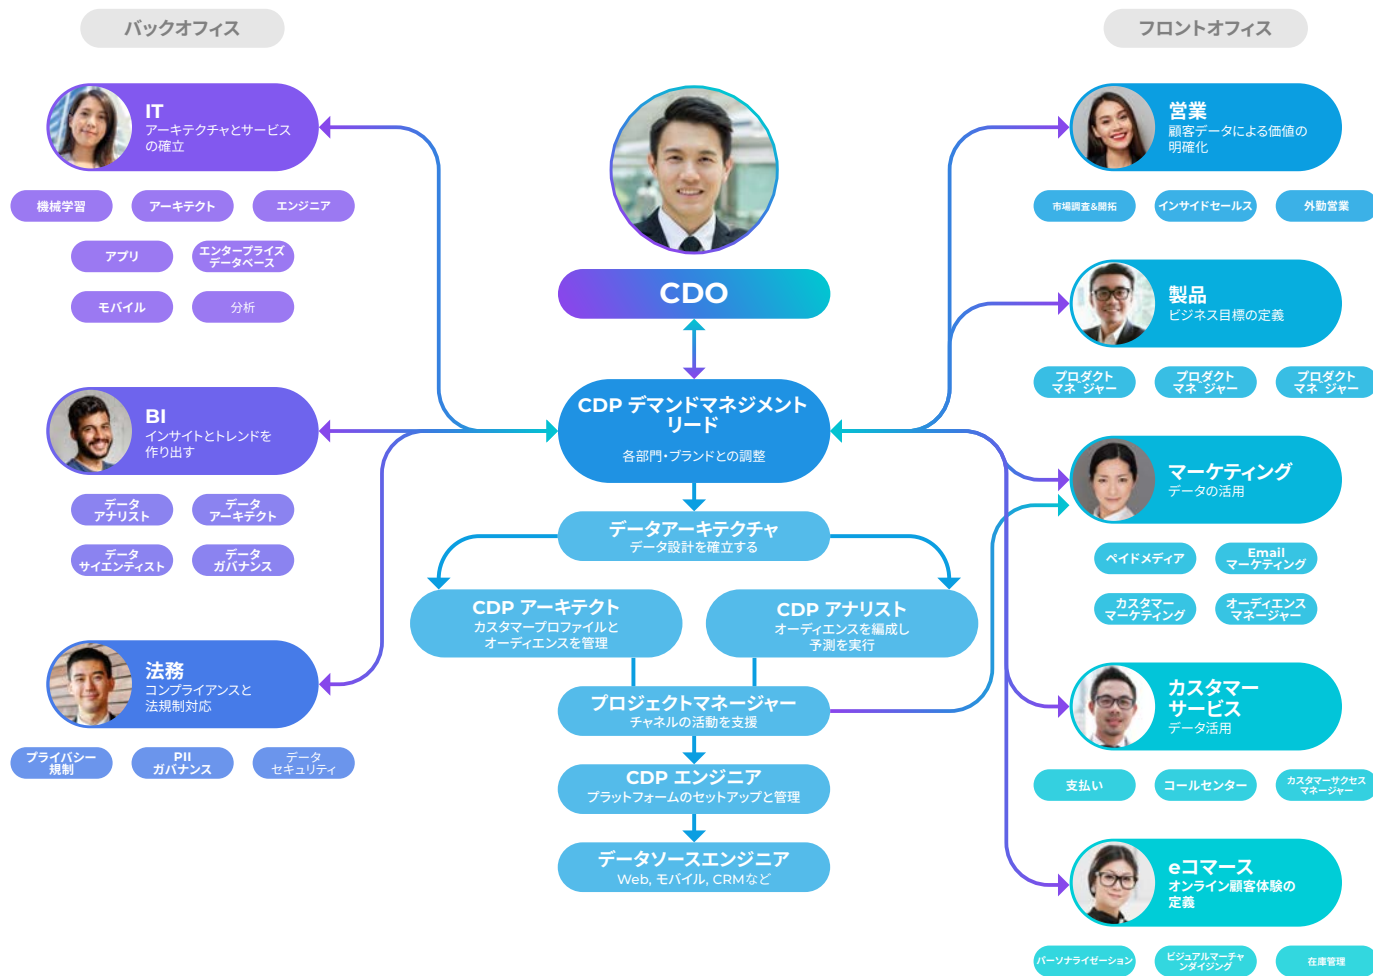 バックオフィス
フロントオフィス
IT
アーキテクチャとサービス
の確立
機械学習
アーキテクト
エンジニア
アプリ
エンタープライズ
データベース
モバイル
分析
BI
インサイトとトレンドを
作り出す
データ
アナリスト
データ
アーキテクト
データ
サイエンティスト
データ
ガバナンス
法務
コンプライアンスと
法規制対応
プライバシー
規制
PII
ガバナンス
データ
セキュリティ
CDO
CDP デマンドマネジメント
リード
各部門・ブランドとの調整
データアーキテクチャ
データ設計を確立する
CDP アーキテクト
カスタマープロファイルと
オーディエンスを管理
CDP アナリスト
オーディエンスを編成し
予測を実行
プロジェクトマネージャー
チャネルの活動を支援
CDP エンジニア
プラットフォームのセットアップと管理
データソースエンジニア
Web, モバイル, CRMなど
営業
顧客データによる価値の
明確化
市場調査&開拓
インサイドセールス
外勤営業
製品
ビジネス目標の定義
プロダクト
マネ ジャー
プロダクト
マネ ジャー
プロダクト
マネ ジャー
マーケティング
データの活用
ペイドメディア
Email
マーケティング
カスタマー
マーケティング
オーディエンス
マネージャー
カスタマー
サービス
データ活用
支払い
コールセンター
カスタマーサクセス
マネージャー
eコマース
オンライン顧客体験の
定義
パーソナライゼーション
ビジュアルマーチャ
ンダイジング
在庫管理